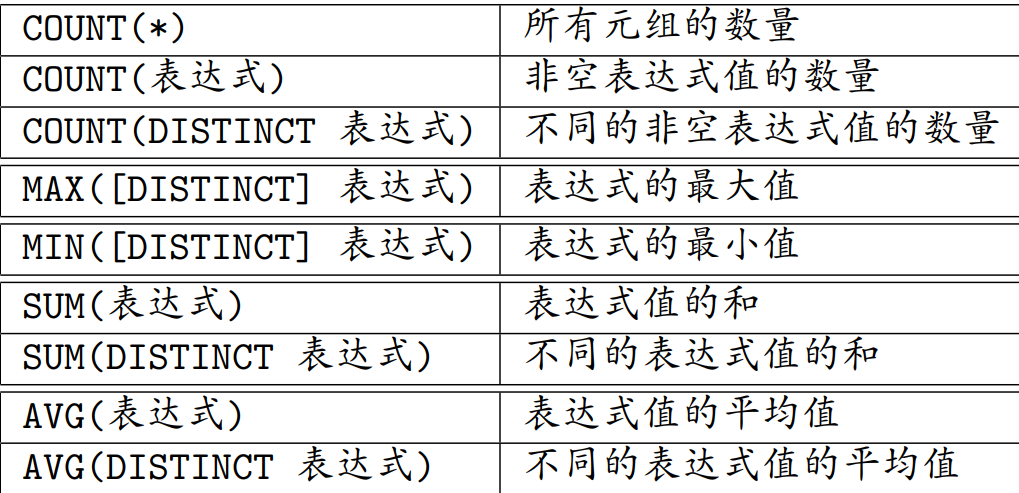 COUNT(*) 所有元组的数量
COUNT(表达式) 非空表达式值的数量
COUNT(DISTINCT 表达式) 不同的非空表达式值的数量
MAX([DISTINCT] 表达式) 表达式的最大值
MIN([DISTINCT] 表达式) 表达式的最小值
SUM(表达式) 表达式值的和
SUM(DISTINCT 表达式) 不同的表达式值的和
AVG(表达式) 表达式值的平均值
AVG(DISTINCT 表达式) 不同的表达式值的平均值